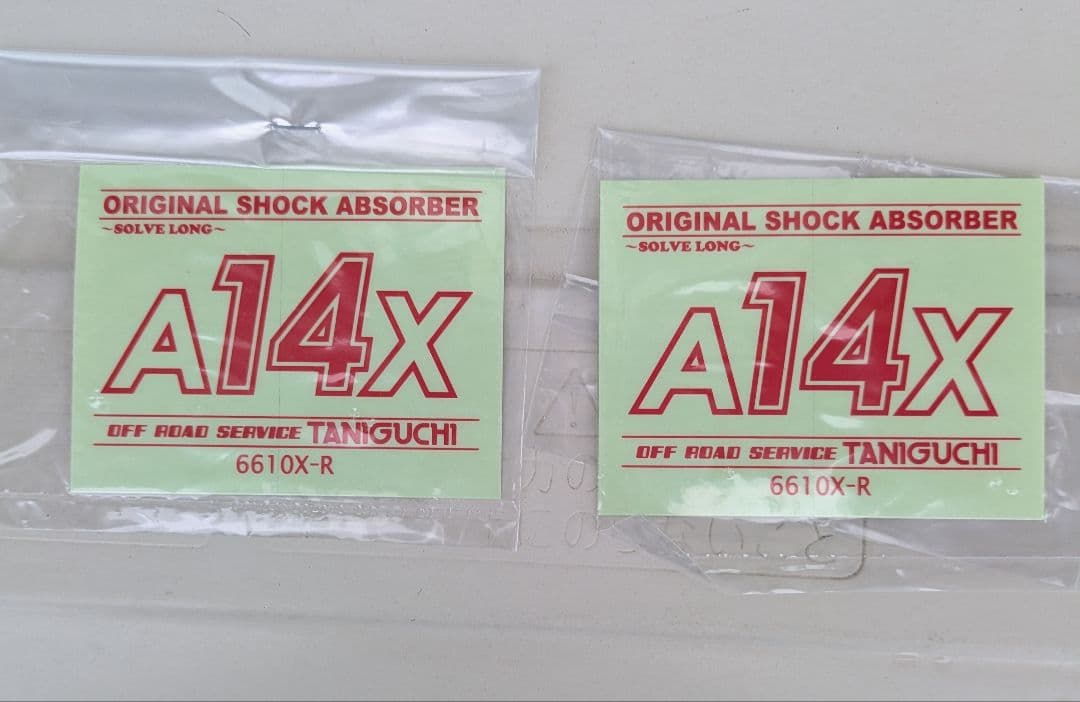 ORIGINAL SHOCK ABSORBER
~SOLVE LONG~
A14X
OFF ROAD SERVICE TANIGUCHI
6610X-R
ORIGINAL SHOCK ABSORBER
~SOLVE LONG~
A14X
OFF ROAD SERVICE TANIGUCHI
6610X-R